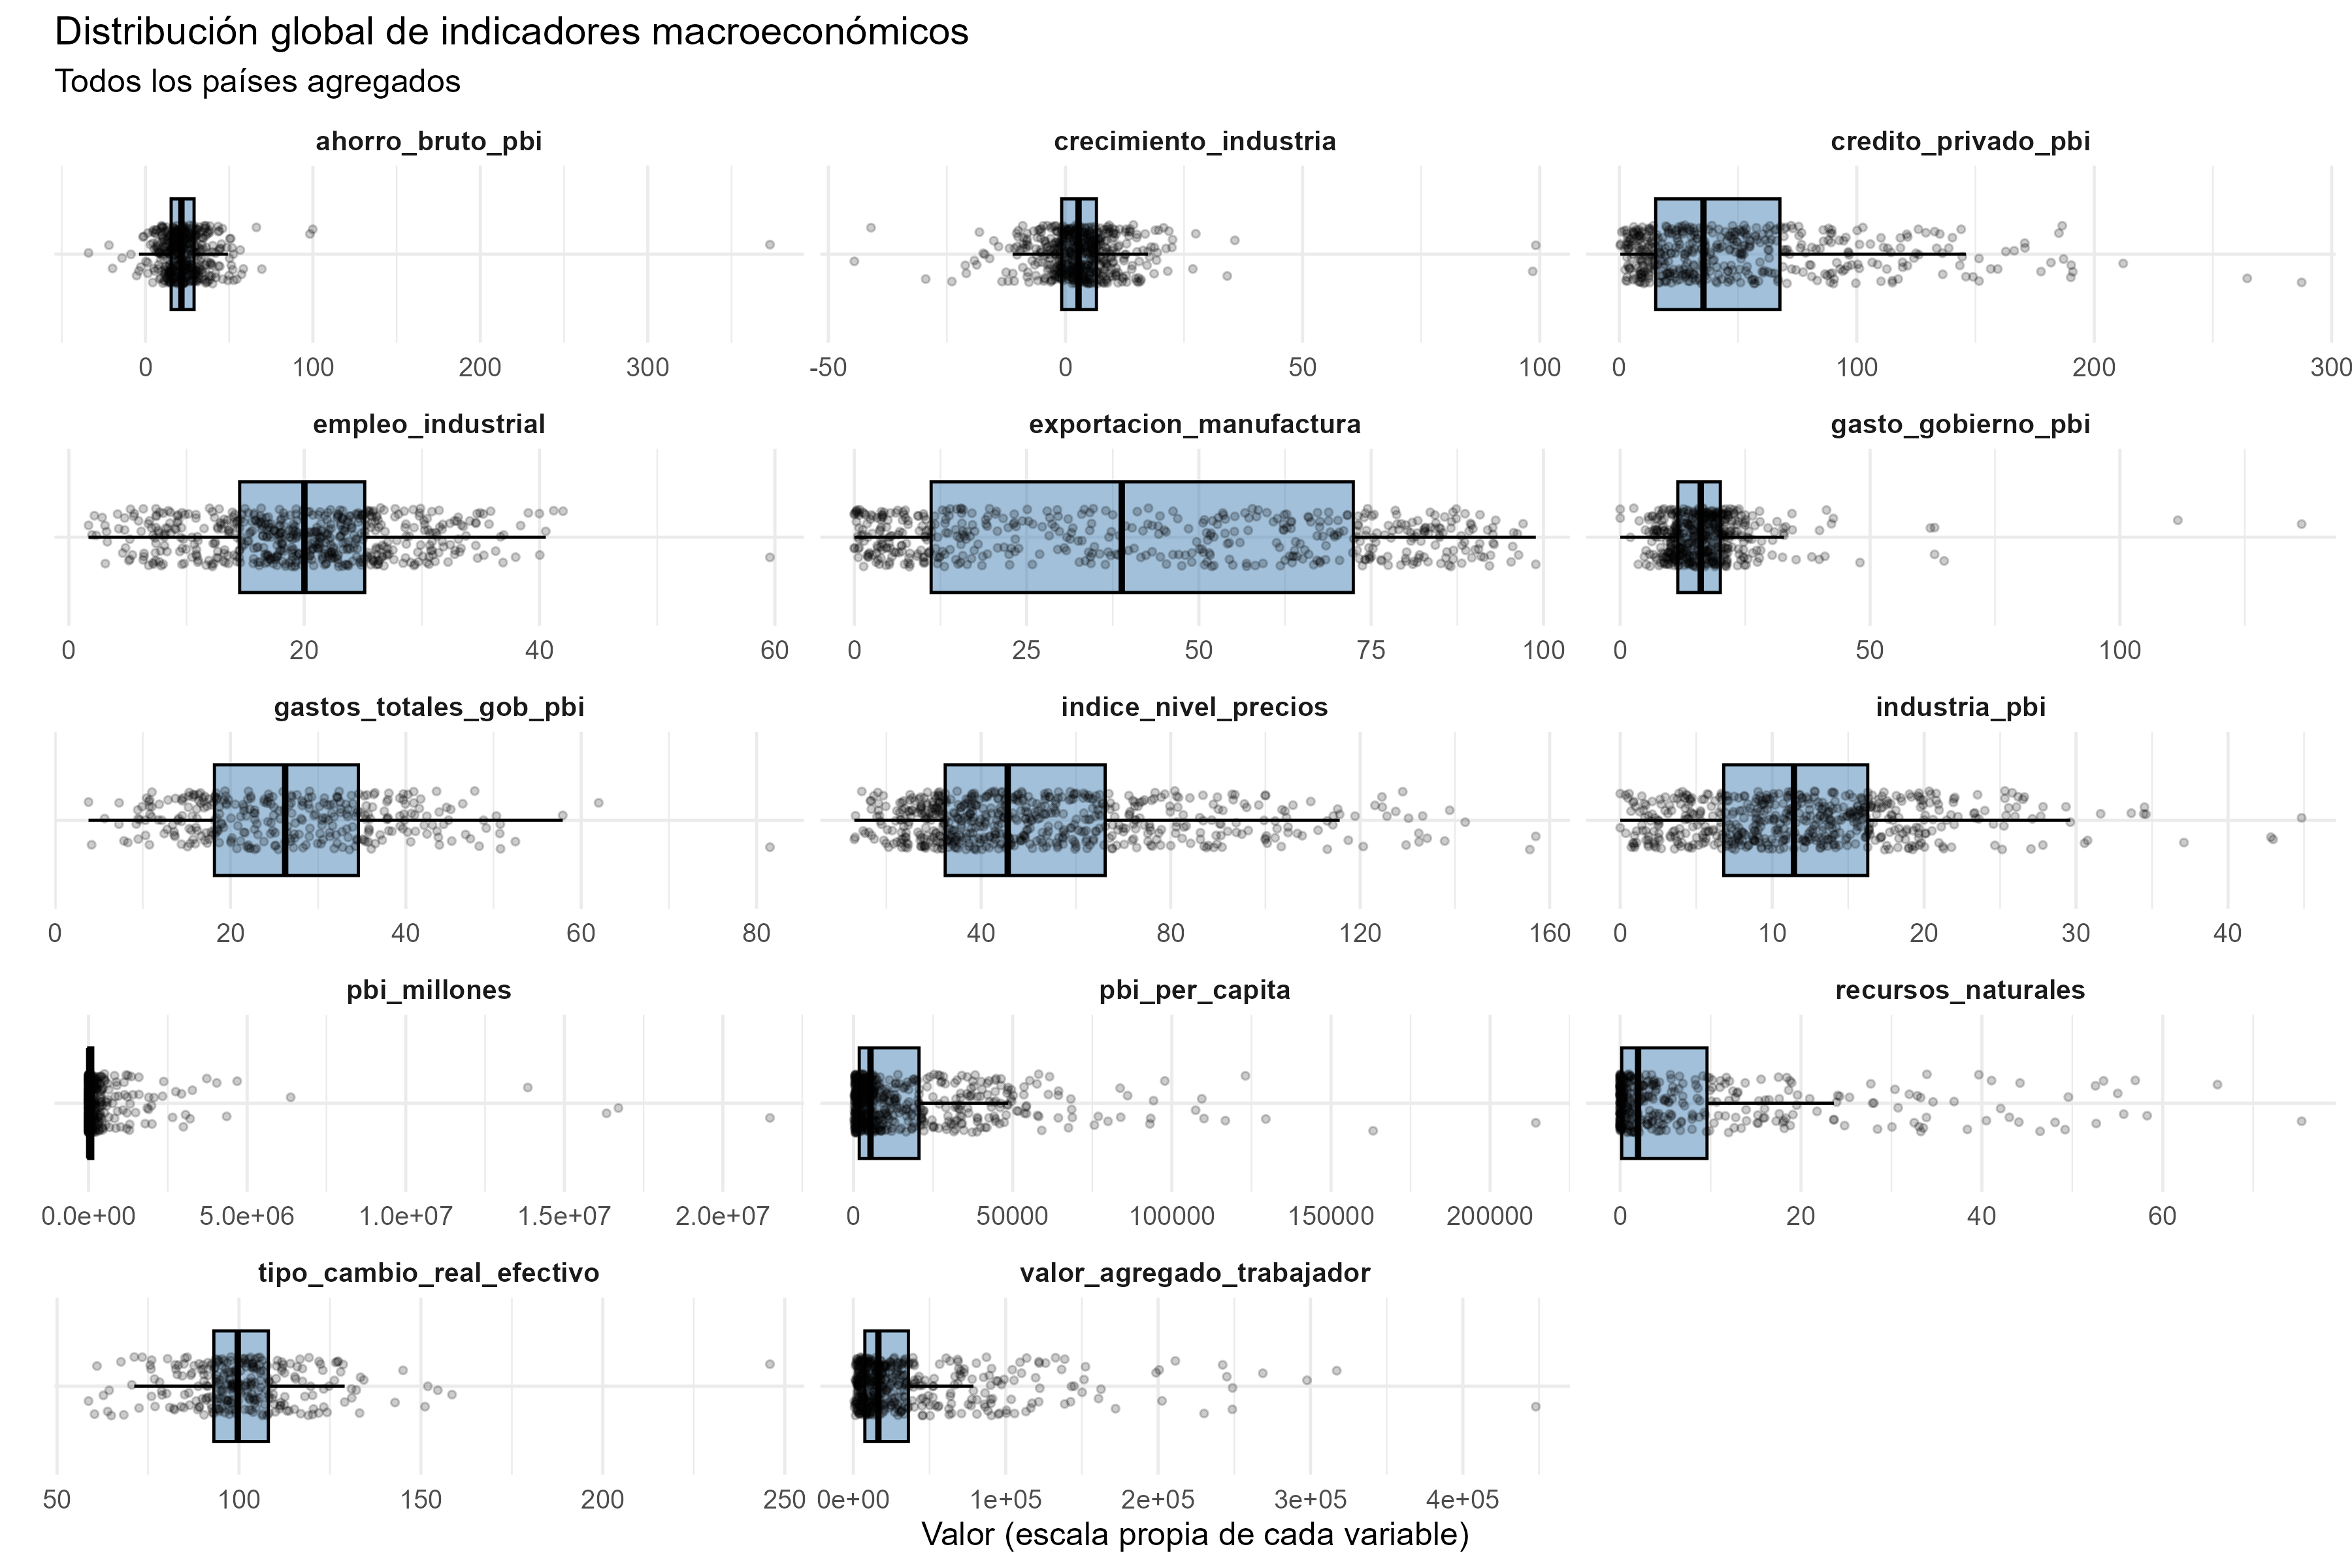 Distribución global de indicadores macroeconómicos
Todos los países agregados
ahorro_bruto_pbi crecimiento_industria credito_privado_pbi
0 100 200 300 -50 0 50 100 0 100 200 300
empleo_industrial exportacion_manufactura gasto_gobierno_pbi
0 20 40 60 0 25 50 75 100 0 50 100
gastos_totales_gob_pbi indice_nivel_precios industria_pbi
0 20 40 60 80 40 80 120 160 0 10 20 30 40
pbi_millones pbi_per_capita recursos_naturales
0.0e+00 5.0e+06 1.0e+07 1.5e+07 2.0e+07 0 50000 100000 150000 200000 0 20 40 60
tipo_cambio_real_efectivo valor_agregado_trabajador
50 100 150 200 250 0e+00 1e+05 2e+05 3e+05 4e+05
Valor (escala propia de cada variable)